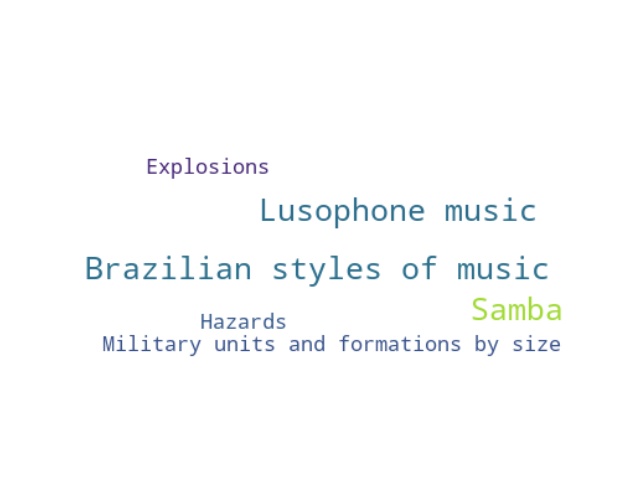 Explosions
Lusophone music
Brazilian styles of music
Samba
Hazards
Military units and formations by size